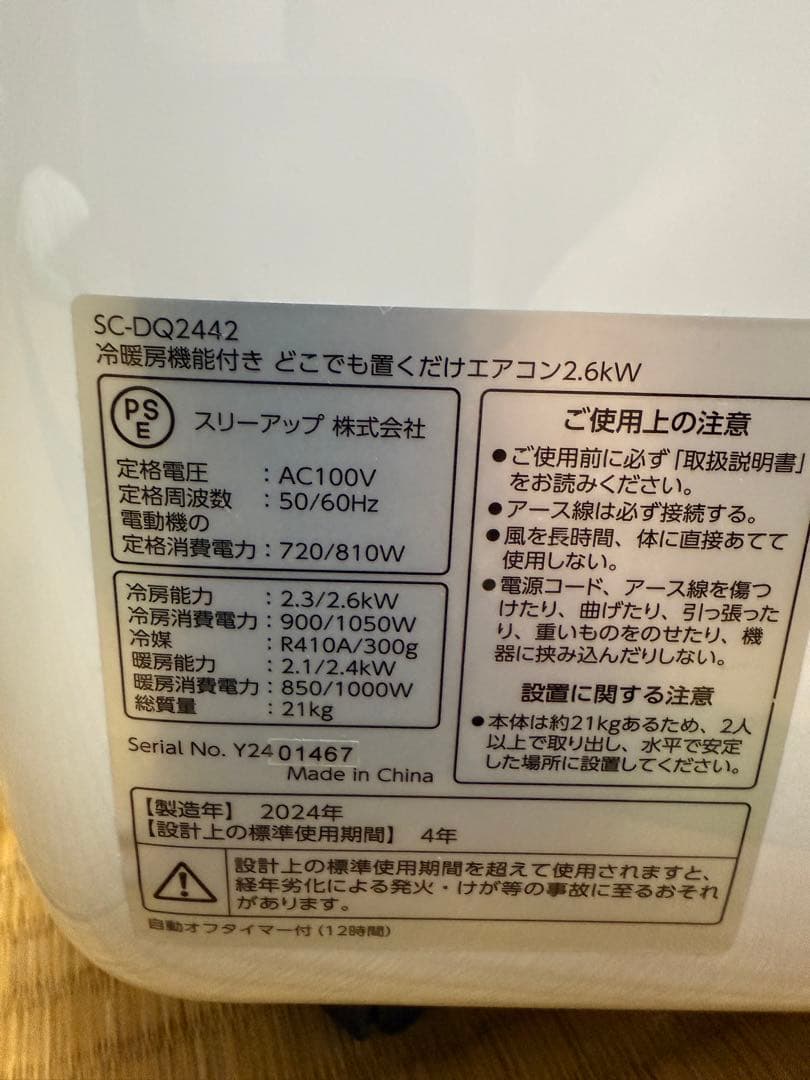 SC-DQ2442
冷暖房機能付き どこでも置くだけエアコン2.6kW
PSE スリーアップ 株式会社
定格電圧 : AC100V
定格周波数 : 50/60Hz
電動機の
定格消費電力 : 720/810W
冷房能力 : 2.3/2.6kW
冷房消費電力 : 900/1050W
冷媒 : R410A/300g
暖房能力 : 2.1/2.4kW
暖房消費電力 : 850/1000W
総質量 : 21kg
Serial No. Y2401467
Made in China
ご使用上の注意
●ご使用前に必ず「取扱説明書」
をお読みください。
●アース線は必ず接続する。
●風を長時間、体に直接あてて
使用しない。
●電源コード、アース線を傷つ
けたり、曲げたり、引っ張った
り、重いものをのせたり、機
器に挟み込んだりしない。
設置に関する注意
●本体は約21kgあるため、2人
以上で取り出し、水平で安定
した場所に設置してください。
【製造年】 2024年
【設計上の標準使用期間】 4年
設計上の標準使用期間を超えて使用されますと、
経年劣化による発火・けが等の事故に至るおそれ
があります。
自動オフタイマー付(12時間)